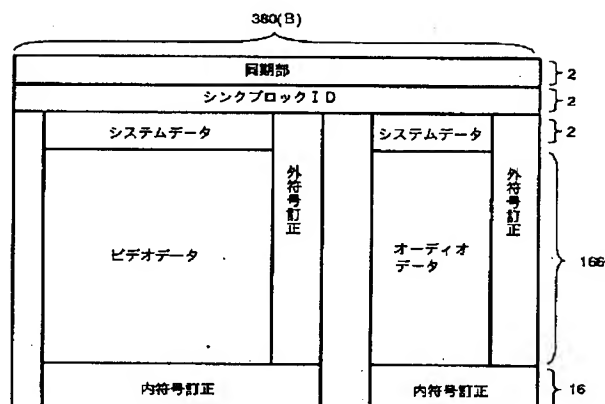 380(B)
同期部
2
シンクブロックID
2
システムデータ
システムデータ
2
外符号訂正
外符号訂正
ビデオデータ
オーディオ
データ
166
内符号訂正
内符号訂正
16